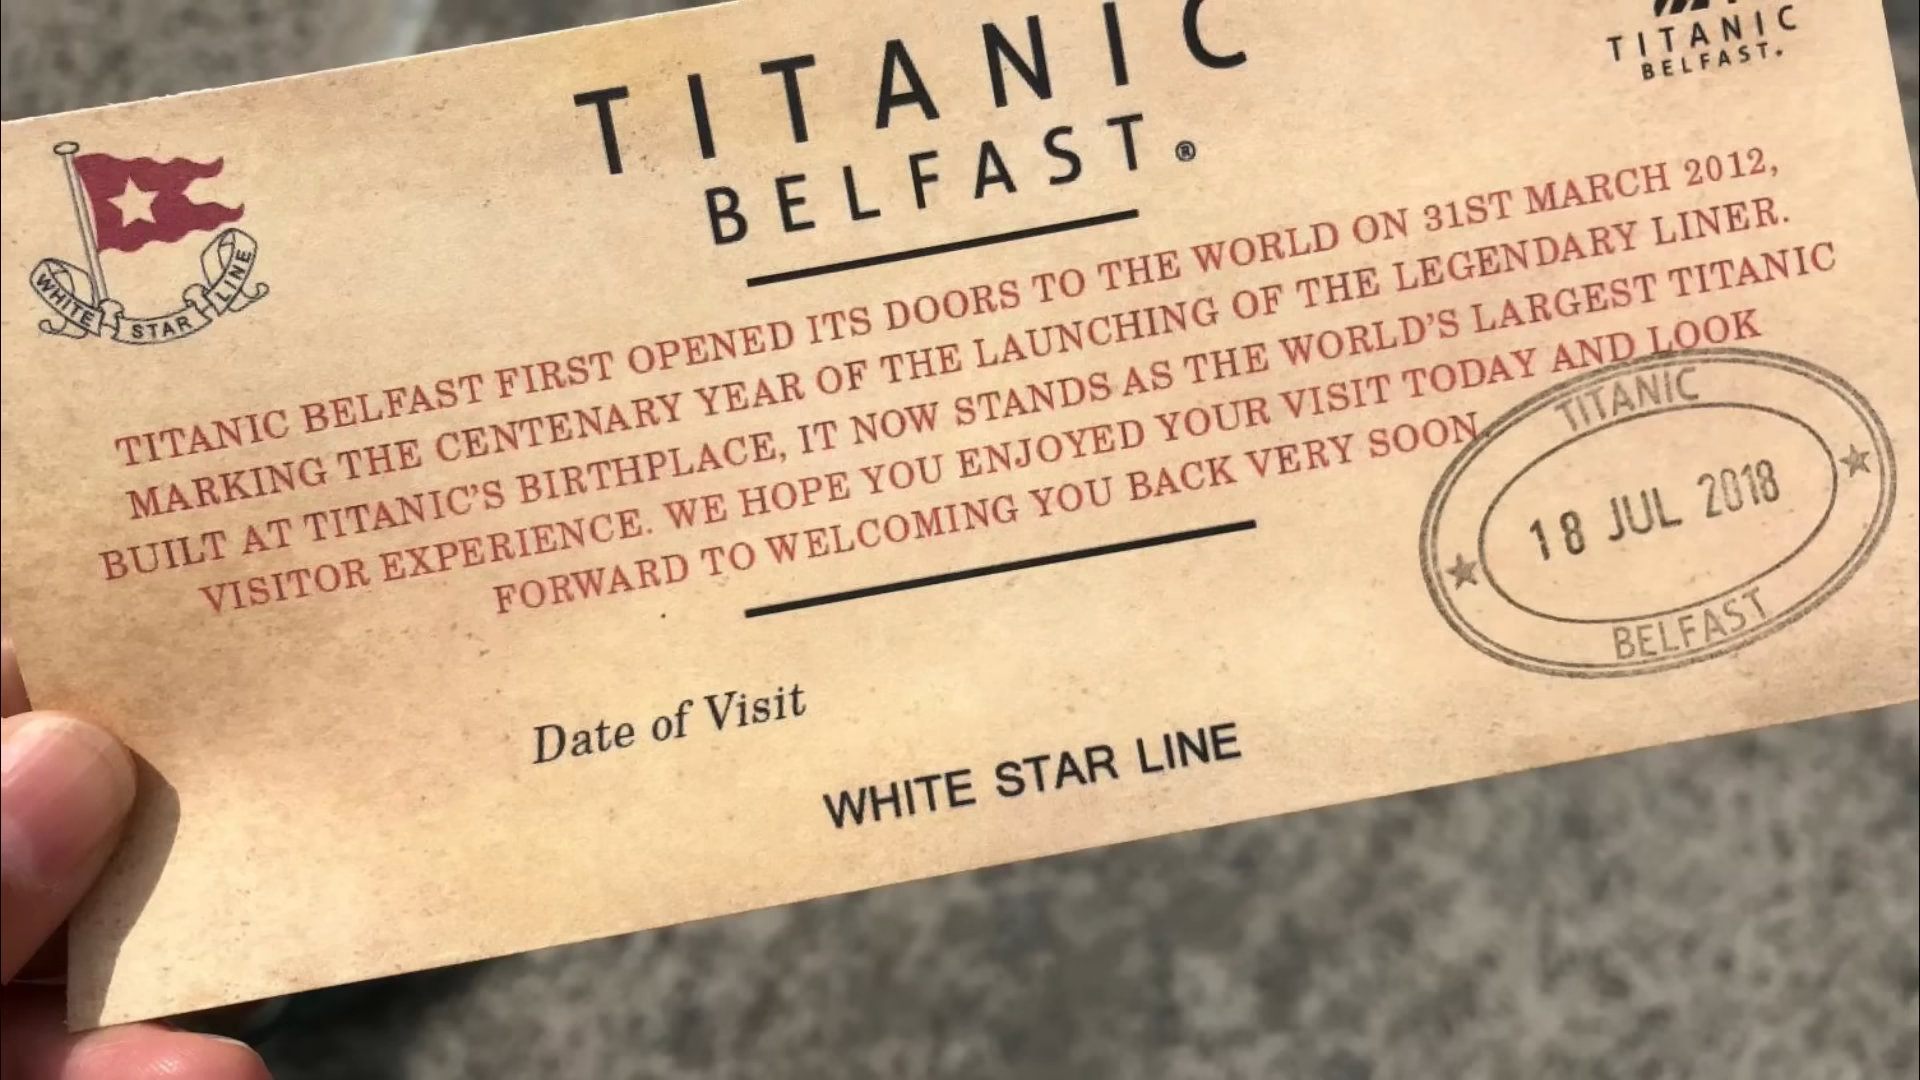 TITANIC
BELFAST®
TITANIC
BELFAST.
WHITE STAR LINE
TITANIC BELFAST FIRST OPENED ITS DOORS TO THE WORLD ON 31ST MARCH 2012,
MARKING THE CENTENARY YEAR OF THE LAUNCHING OF THE LEGENDARY LINER.
BUILT AT TITANIC'S BIRTHPLACE, IT NOW STANDS AS THE WORLD'S LARGEST TITANIC
VISITOR EXPERIENCE. WE HOPE YOU ENJOYED YOUR VISIT TODAY AND LOOK
FORWARD TO WELCOMING YOU BACK VERY SOON
TITANIC
18 JUL 2018
BELFAST
Date of Visit
WHITE STAR LINE